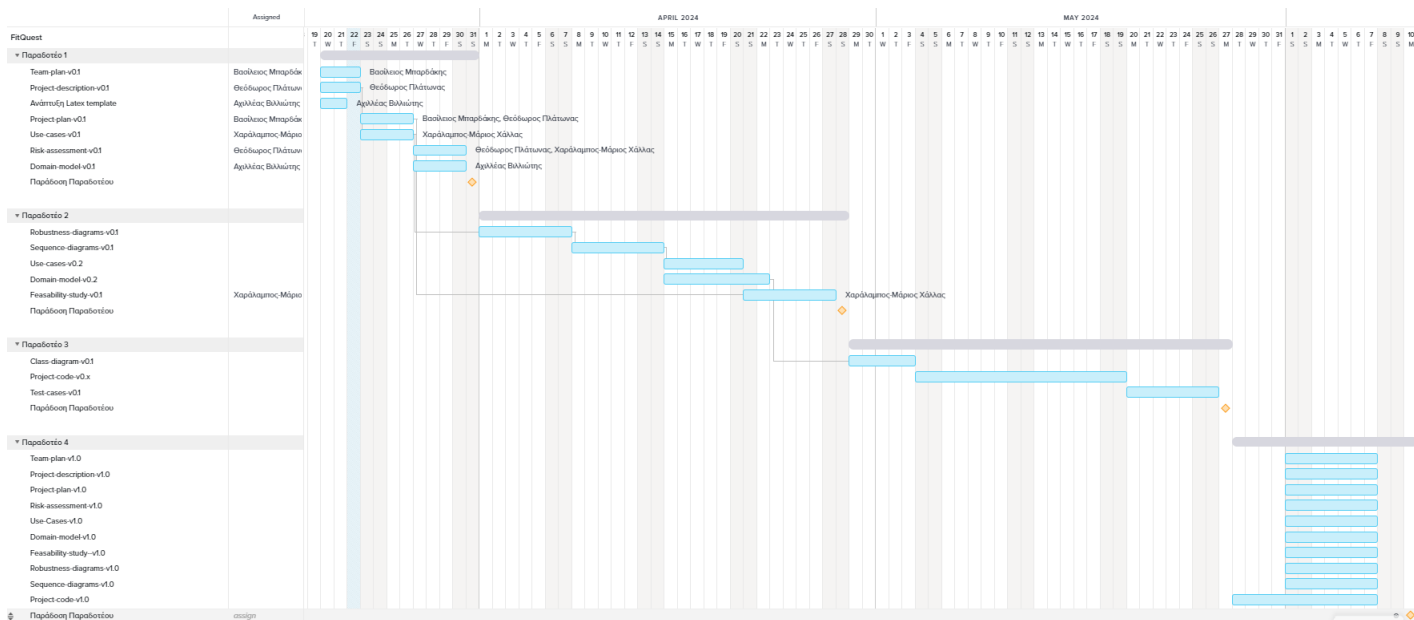 Assigned
APRIL 2024
MAY 2024
FitQuest
19 20 21 22 23 24 25 26 27 28 29 30 31 1 2 3 4 5 6 7 8 9 10 11 12 13 14 15 16 17 18 19 20 21 22 23 24 25 26 27 28 29 30 1 2 3 4 5 6 7 8 9 10 11 12 13 14 15 16 17 18 19 20 21 22 23 24 25 26 27 28 29 30 31 1 2 3 4 5 6 7 8 9 10
T W T F S S M T W T F S S M T W T F S S M T W T F S S M T W T F S S M T W T F S S M T W T F S S M T W T F S S M T W T F S S M T W T F S S M T W T F S S M T W T F S S M
Παραδοτέο 1
Team-plan-v0.1 Βασίλειος Μπαρδάκ Βασίλειος Μπαρδάκης
Project-description-v0.1 Θεόδωρος Πλάτων Θεόδωρος Πλάτωνας
Ανάπτυξη Latex template Αχιλλέας Βιλλιώτης Αχιλλέας Βιλλιώτης
Project-plan-v0.1 Βασίλειος Μπαρδάκ Βασίλειος Μπαρδάκης, Θεόδωρος Πλάτωνας
Use-cases-v0.1 Χαράλαμπος-Μάριο Χαράλαμπος-Μάριος Χάλλας
Risk-assessment-v0.1 Θεόδωρος Πλάτων Θεόδωρος Πλάτωνας, Χαράλαμπος-Μάριος Χάλλας
Domain-model-v0.1 Αχιλλέας Βιλλιώτης Αχιλλέας Βιλλιώτης
Παράδοση Παραδοτέου
Παραδοτέο 2
Robustness-diagrams-v0.1
Sequence-diagrams-v0.1
Use-cases-v0.2
Domain-model-v0.2
Feasability-study-v0.1 Χαράλαμπος-Μάριο Χαράλαμπος-Μάριος Χάλλας
Παράδοση Παραδοτέου
Παραδοτέο 3
Class-diagram-v0.1
Project-code-v0.x
Test-cases-v0.1
Παράδοση Παραδοτέου
Παραδοτέο 4
Team-plan-v1.0
Project-description-v1.0
Project-plan-v1.0
Risk-assessment-v1.0
Use-Cases-v1.0
Domain-model-v1.0
Feasability-study--v1.0
Robustness-diagrams-v1.0
Sequence-diagrams-v1.0
Project-code-v1.0
Παράδοση Παραδοτέου assign